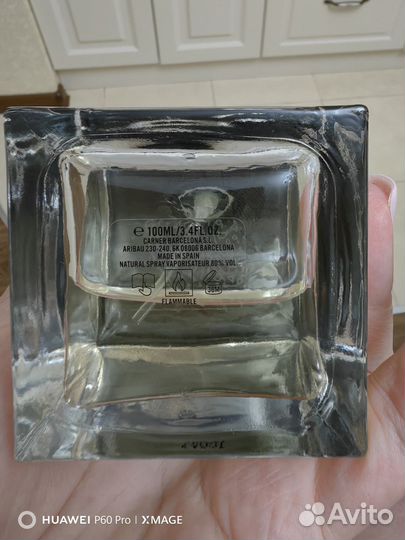 ℮ 100ML/3.4FL.OZ.
CARNER BARCELONA S.L.
ARIBAU 230-240, 6K 08006 BARCELONA
MADE IN SPAIN
NATURAL SPRAY VAPORISATEUR 80% VOL.
36M
FLAMMABLE
HUAWEI P60 Pro | XMAGE
Avito